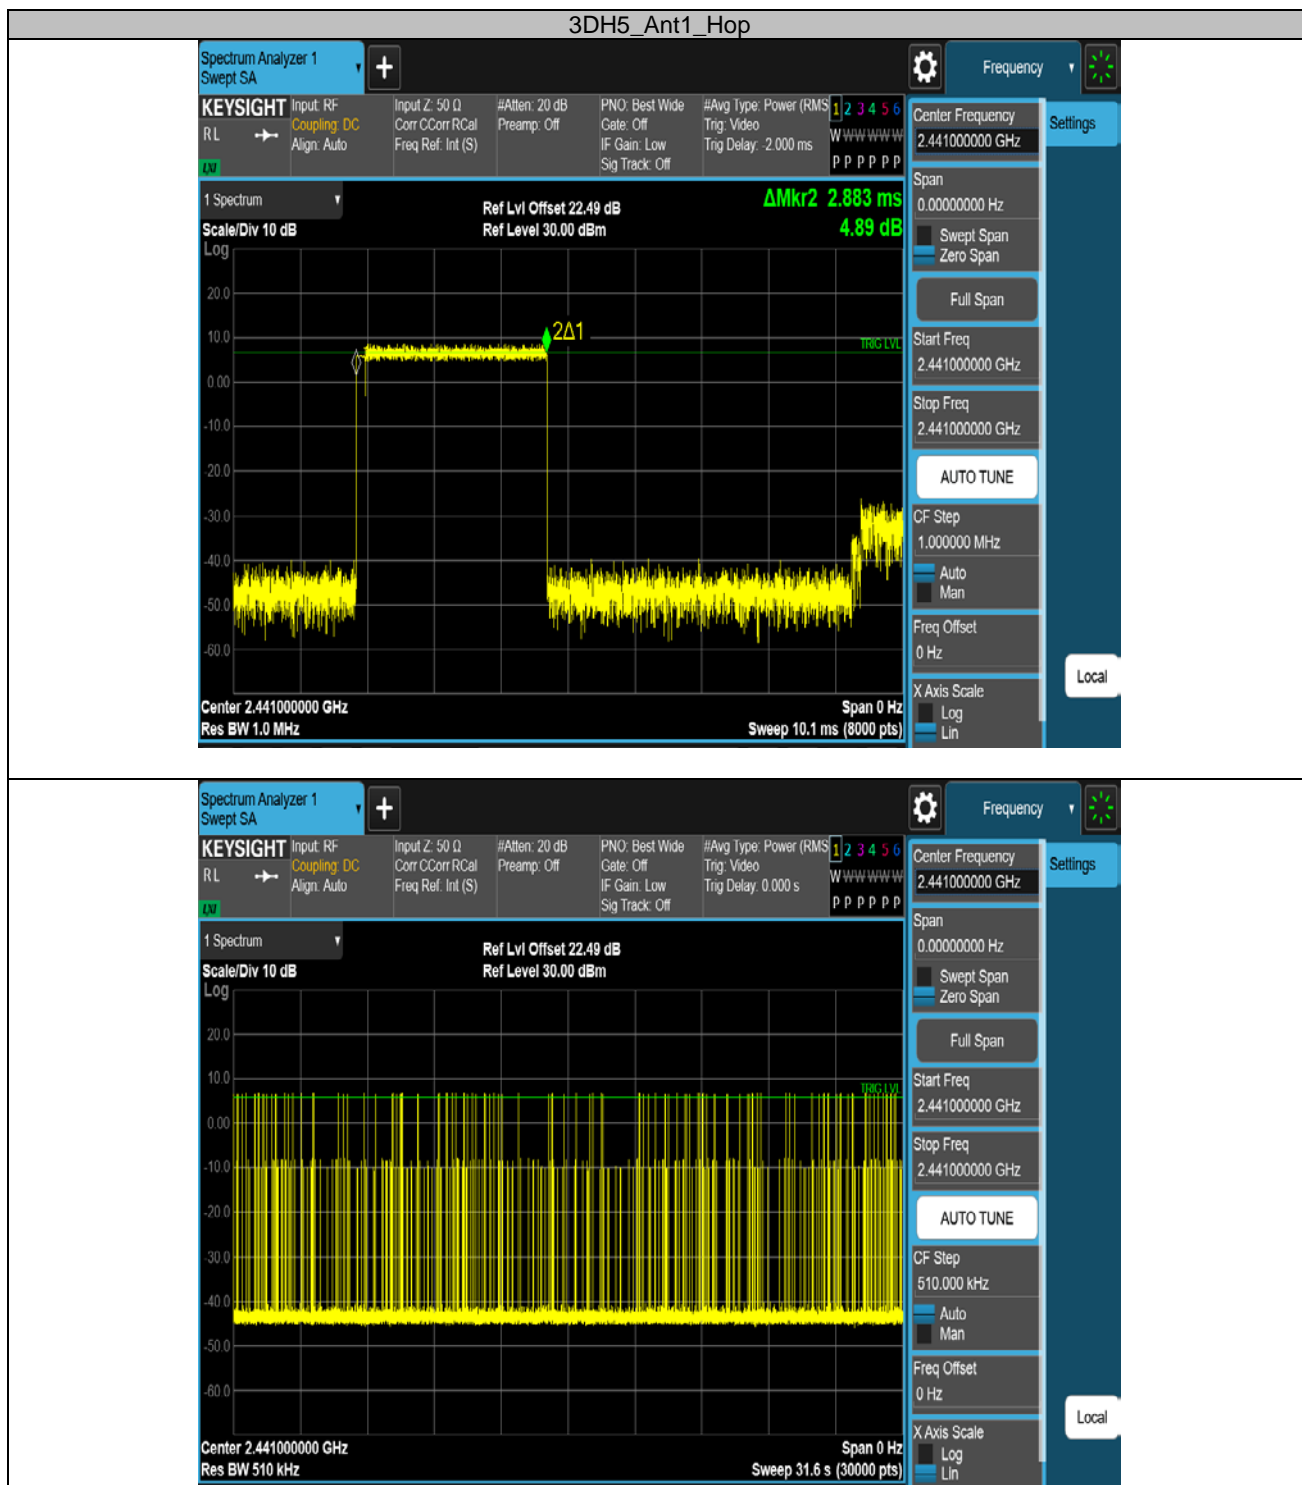 3DH5_Ant1_Hop
Spectrum Analyzer 1
Swept SA
+
Frequency
KEYSIGHT
RL
LXI
Input: RF
Coupling: DC
Align: Auto
Input Z: 50 Ω
Corr CCorr RCal
Freq Ref: Int (S)
#Atten: 20 dB
Preamp: Off
PNO: Best Wide
Gate: Off
IF Gain: Low
Sig Track: Off
#Avg Type: Power (RMS
Trig: Video
Trig Delay: -2.000 ms
1 2 3 4 5 6
W W W W W W
P P P P P P
Center Frequency
2.441000000 GHz
Settings
1 Spectrum
Scale/Div 10 dB
Log
Ref Lvl Offset 22.49 dB
Ref Level 30.00 dBm
ΔMkr2 2.883 ms
4.89 dB
Span
0.00000000 Hz
Swept Span
Zero Span
Full Span
20.0
10.0
0.00
-10.0
-20.0
-30.0
-40.0
-50.0
-60.0
2Δ1
TRIG LVL
Start Freq
2.441000000 GHz
Stop Freq
2.441000000 GHz
AUTO TUNE
CF Step
1.000000 MHz
Auto
Man
Freq Offset
0 Hz
X Axis Scale
Log
Lin
Local
Center 2.441000000 GHz
Res BW 1.0 MHz
Span 0 Hz
Sweep 10.1 ms (8000 pts)
Spectrum Analyzer 1
Swept SA
+
Frequency
KEYSIGHT
RL
LXI
Input: RF
Coupling: DC
Align: Auto
Input Z: 50 Ω
Corr CCorr RCal
Freq Ref: Int (S)
#Atten: 20 dB
Preamp: Off
PNO: Best Wide
Gate: Off
IF Gain: Low
Sig Track: Off
#Avg Type: Power (RMS
Trig: Video
Trig Delay: 0.000 s
1 2 3 4 5 6
W W W W W W
P P P P P P
Center Frequency
2.441000000 GHz
Settings
1 Spectrum
Scale/Div 10 dB
Log
Ref Lvl Offset 22.49 dB
Ref Level 30.00 dBm
Span
0.00000000 Hz
Swept Span
Zero Span
Full Span
20.0
10.0
0.00
-10.0
-20.0
-30.0
-40.0
-50.0
-60.0
TRIG LVL
Start Freq
2.441000000 GHz
Stop Freq
2.441000000 GHz
AUTO TUNE
CF Step
510.000 kHz
Auto
Man
Freq Offset
0 Hz
X Axis Scale
Log
Lin
Local
Center 2.441000000 GHz
Res BW 510 kHz
Span 0 Hz
Sweep 31.6 s (30000 pts)